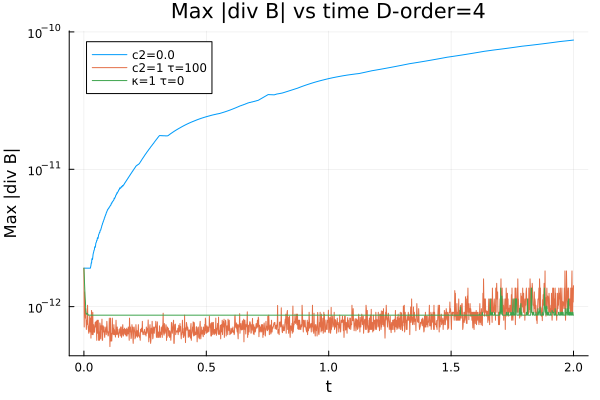 Max |div B| vs time D-order=4
10⁻¹⁰
10⁻¹¹
10⁻¹²
Max |div B|
c2=0.0
c2=1 τ=100
κ=1 τ=0
0.0 0.5 1.0 1.5 2.0
t